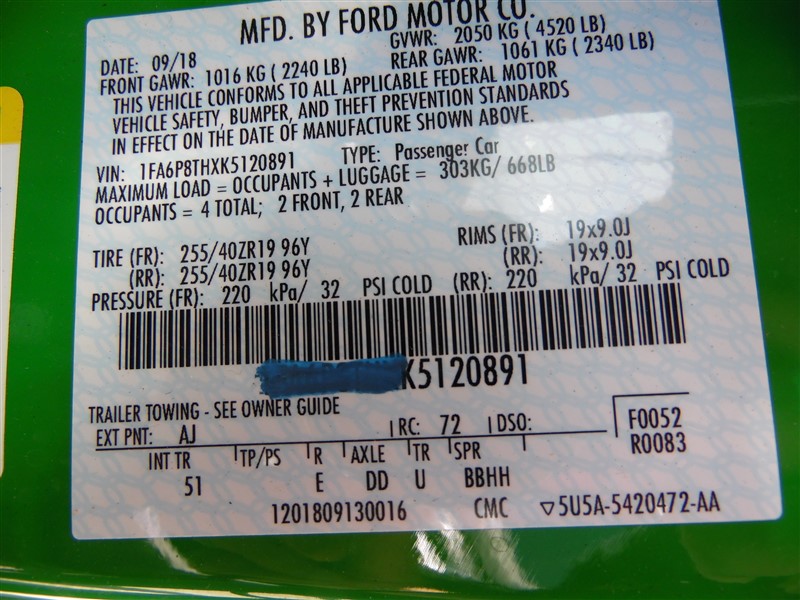 MFD. BY FORD MOTOR CO.
DATE: 09/18 GVWR: 2050 KG ( 4520 LB)
FRONT GAWR: 1016 KG ( 2240 LB) REAR GAWR: 1061 KG ( 2340 LB)
THIS VEHICLE CONFORMS TO ALL APPLICABLE FEDERAL MOTOR
VEHICLE SAFETY, BUMPER, AND THEFT PREVENTION STANDARDS
IN EFFECT ON THE DATE OF MANUFACTURE SHOWN ABOVE.
VIN: 1FA6P8THXK5120891 TYPE: Passenger Car
MAXIMUM LOAD = OCCUPANTS + LUGGAGE = 303KG/ 668LB
OCCUPANTS = 4 TOTAL; 2 FRONT, 2 REAR
TIRE (FR): 255/40ZR19 96Y RIMS (FR): 19x9.0J
(RR): 255/40ZR19 96Y (RR): 19x9.0J
PRESSURE (FR): 220 kPa/ 32 PSI COLD (RR): 220 kPa/ 32 PSI COLD
K5120891
TRAILER TOWING - SEE OWNER GUIDE
EXT PNT: AJ RC: 72 DSO: F0052
R0083
INT TR TP/PS R AXLE TR SPR
51 E DD U BBHH
1201809130016 CMC ▽5U5A-5420472-AA